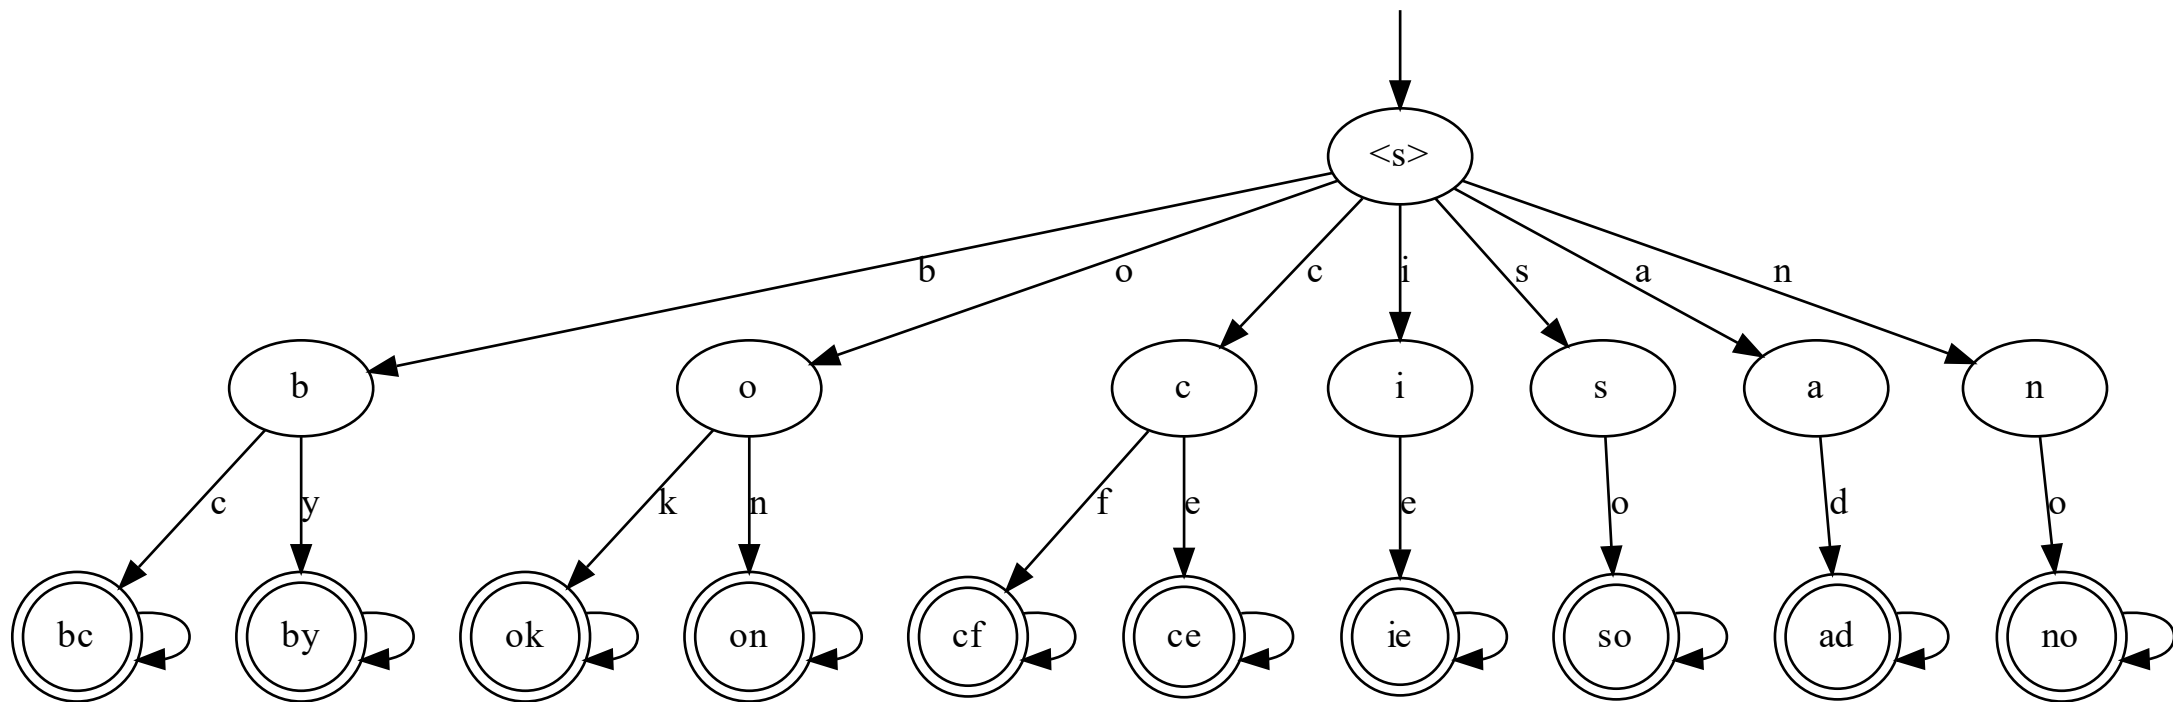 <s>
b o c i s a n
b o c i s a n
c y k n f e e o d o
bc by ok on cf ce ie so ad no